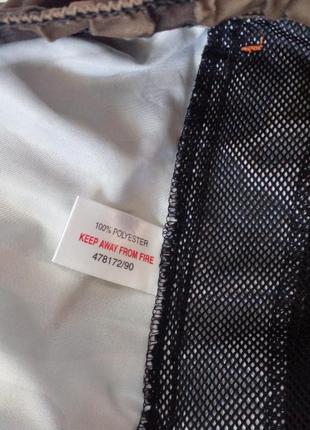 100% POLYESTER
KEEP AWAY FROM FIRE
478172/90